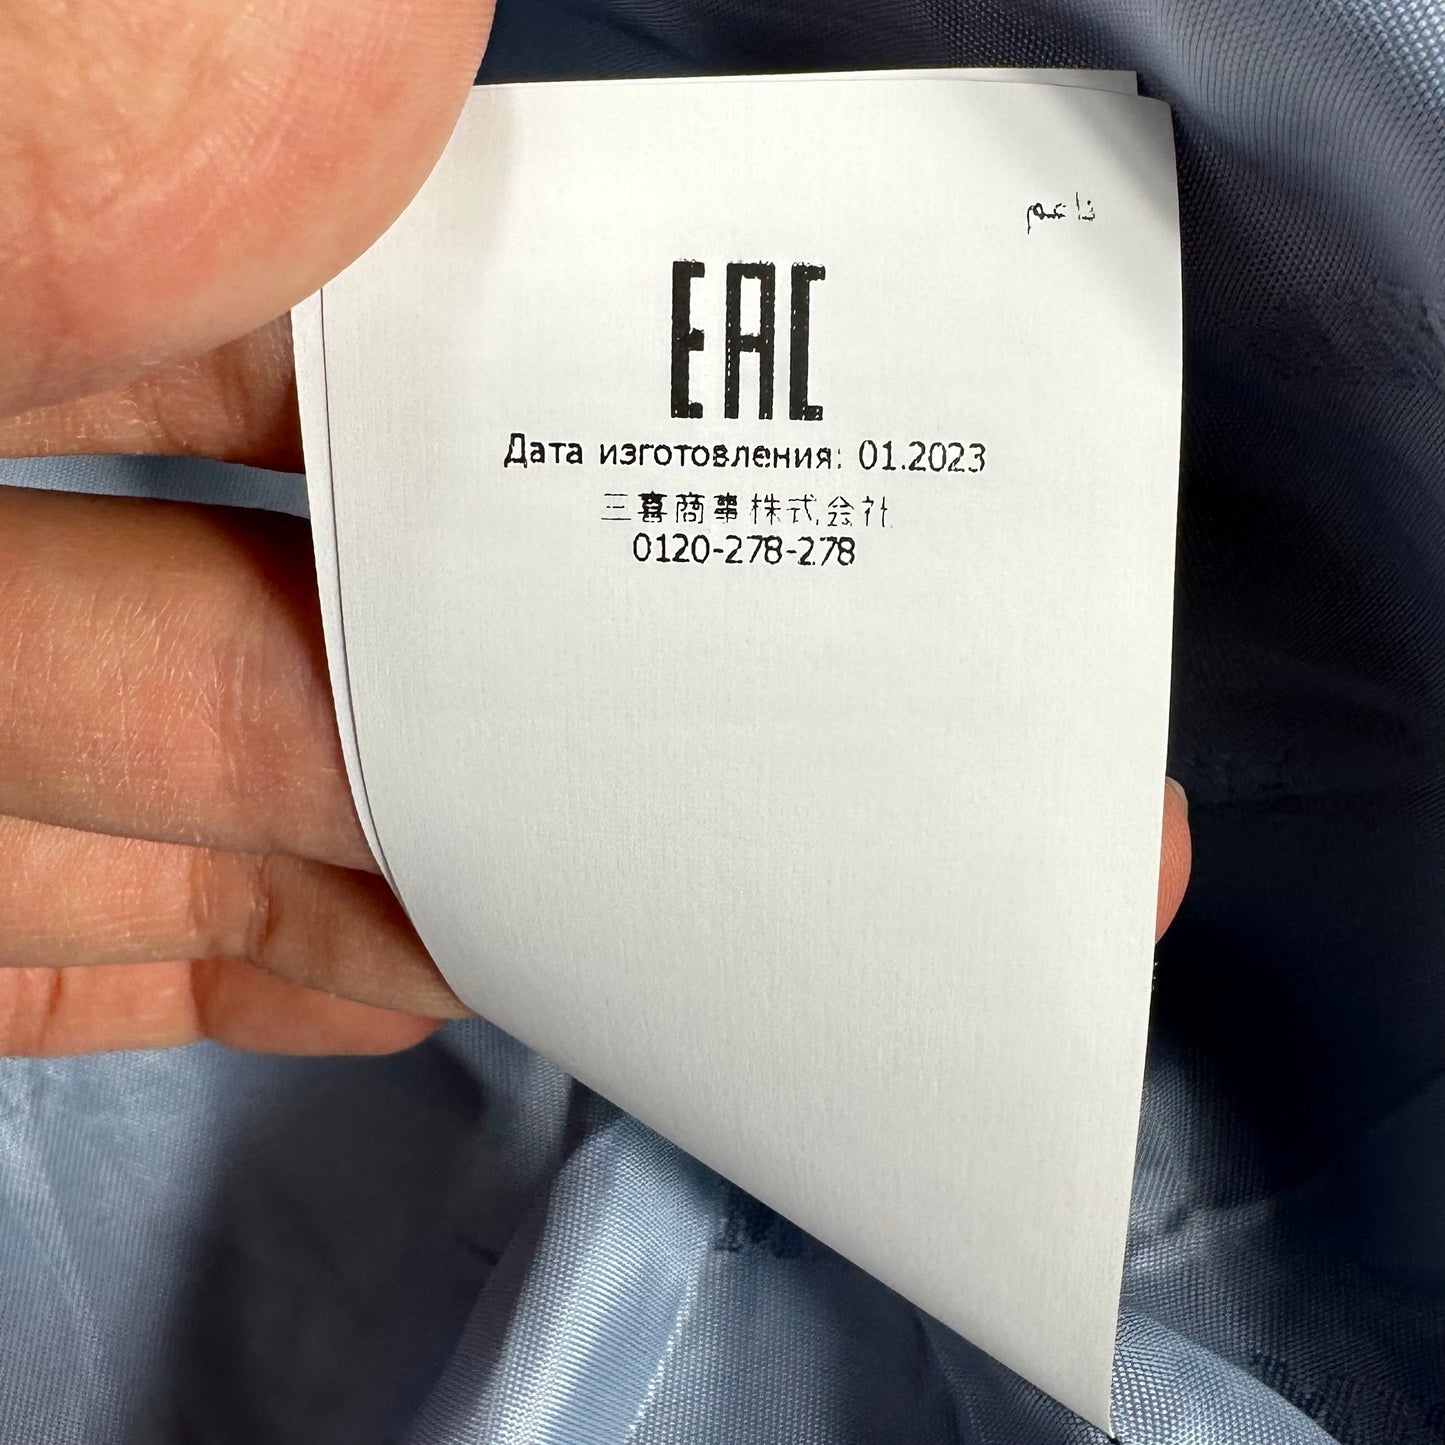 EAC
Дата изготовления: 01.2023
三喜商事株式会社
0120-278-278